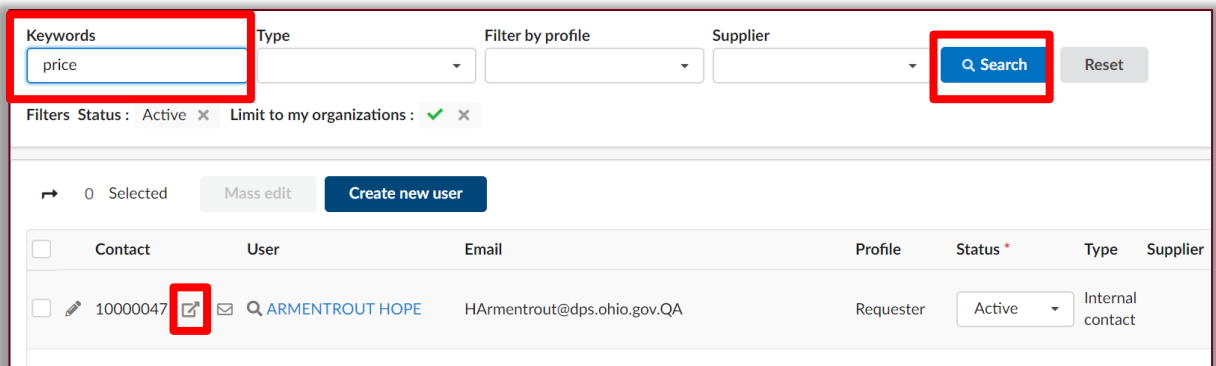 Keywords Type Filter by profile Supplier
price Search Reset
Filters Status : Active Limit to my organizations :
0 Selected Mass edit Create new user
Contact User Email Profile Status * Type Supplier
10000047 ARMENTROUT HOPE HArmentrout@dps.ohio.gov.QA Requester Active Internal
contact